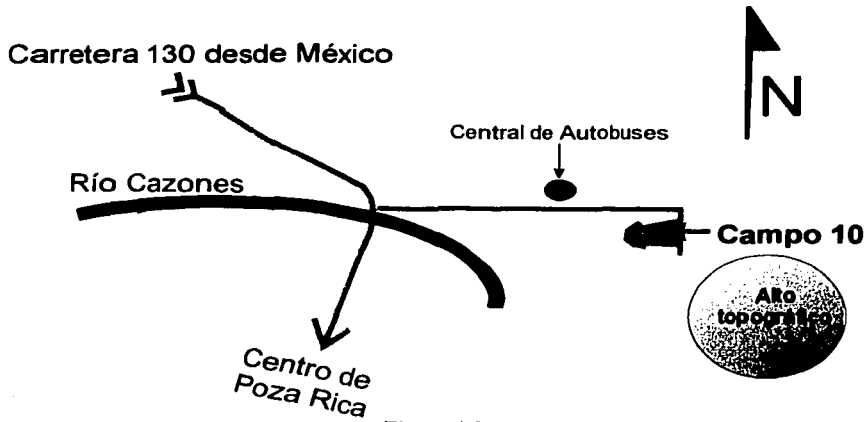 Carretera 130 desde México
N
Central de Autobuses
Río Cazones
Campo 10
Alto
topográfico
Centro de
Poza Rica